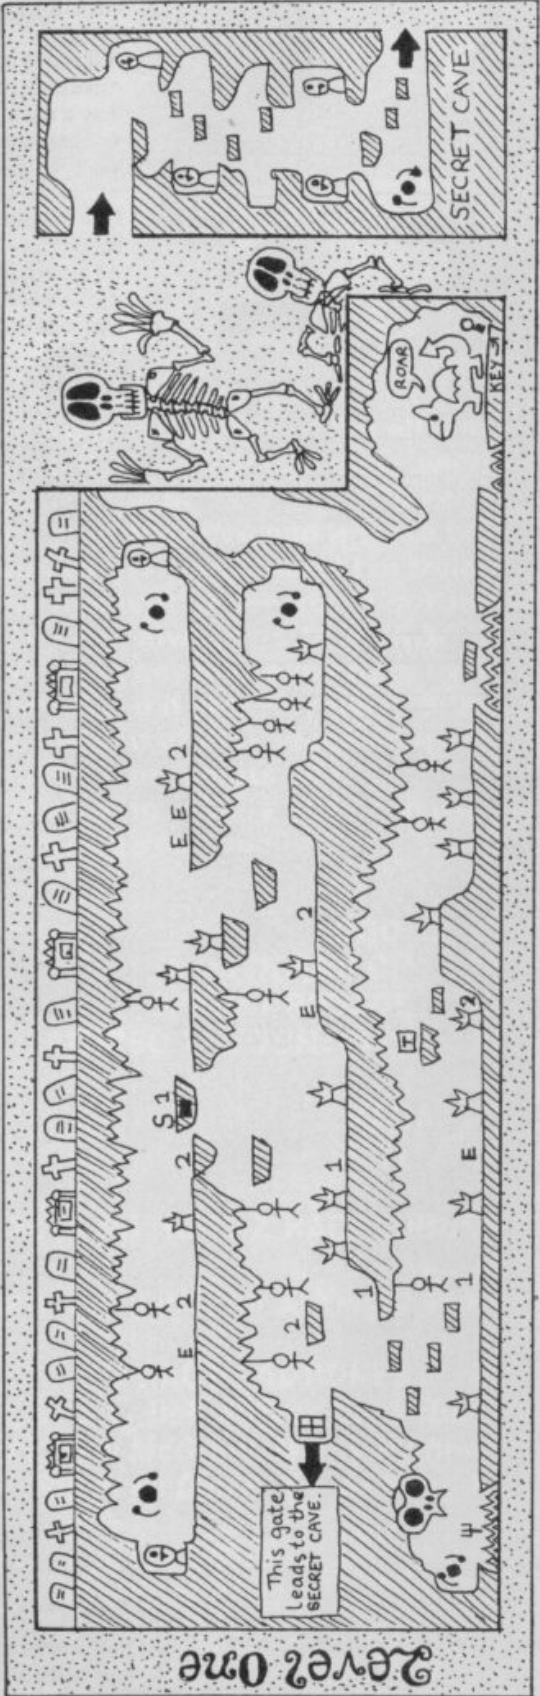 Level One
E 2 2 S 1 E E 2
2 1 E 2
This gate
leads to the
SECRET CAVE.
1
T
ROAR
1 E 2
KEY
SECRET CAVE